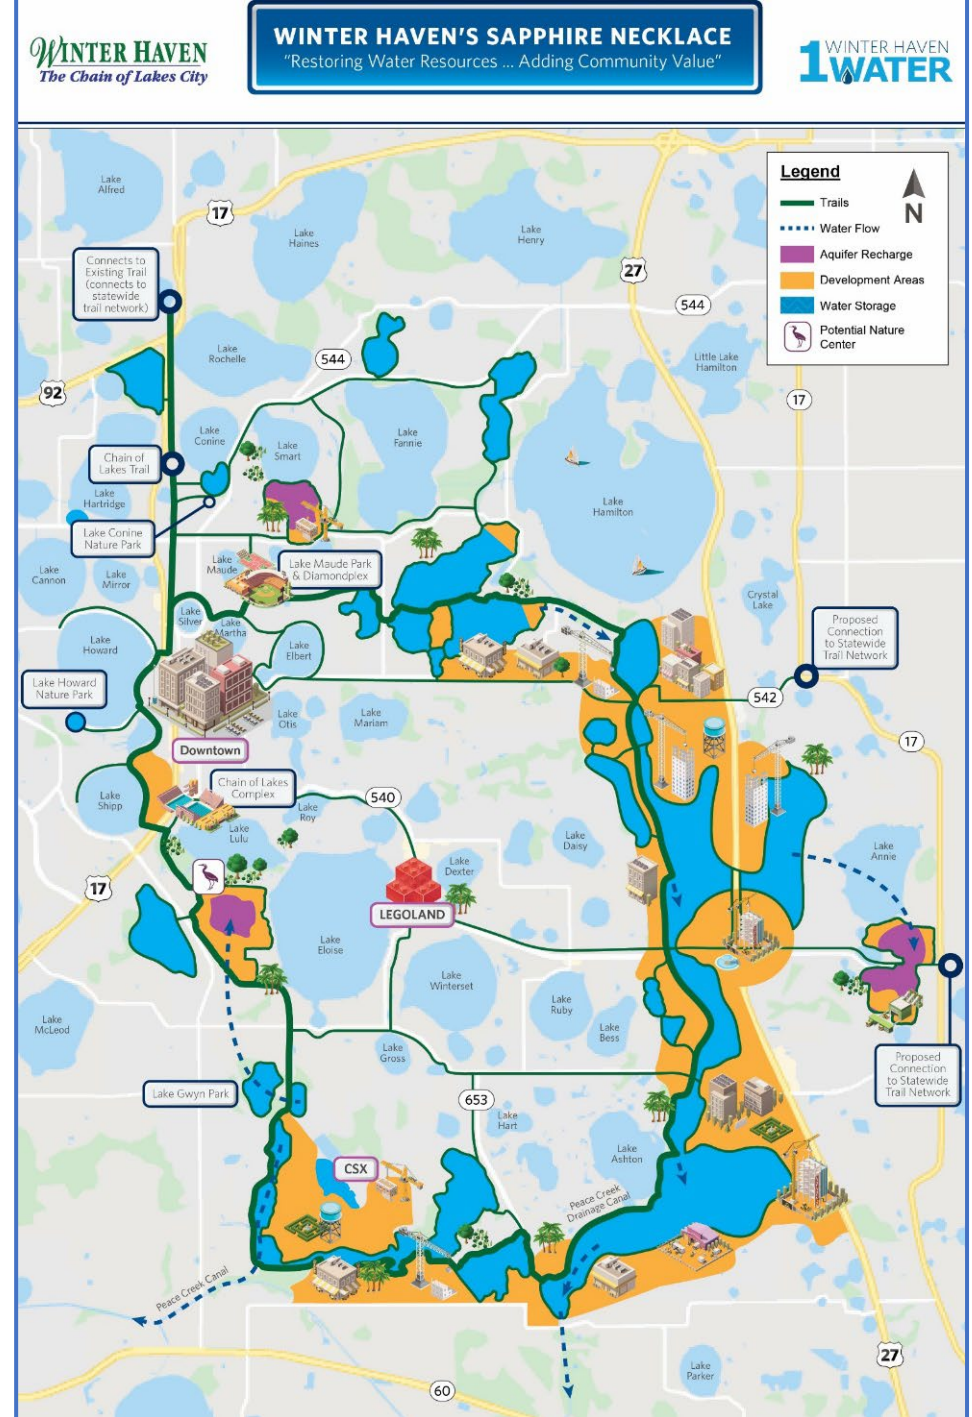 WINTER HAVEN
The Chain of Lakes City
WINTER HAVEN'S SAPPHIRE NECKLACE
"Restoring Water Resources ... Adding Community Value"
1 WINTER HAVEN
WATER
Legend
Trails
Water Flow
Aquifer Recharge
Development Areas
Water Storage
Potential Nature
Center
N
Lake
Alfred
17
Lake
Haines
Lake
Henry
27
544
Connects to
Existing Trail
(connects to
statewide
trail network)
Lake
Rochelle
544
Little Lake
Hamilton
92
17
Lake
Conine
Lake
Smart
Lake
Fannie
Chain of
Lakes Trail
Lake
Hartridge
Lake
Hamilton
Lake Conine
Nature Park
Lake
Cannon
Lake
Mirror
Lake
Maude
Lake Maude Park
& Diamondplex
Crystal
Lake
Lake
Silver
Lake
Martha
Lake
Howard
Lake
Elbert
Proposed
Connection
to Statewide
Trail Network
Lake Howard
Nature Park
542
Lake
Otis
Lake
Mariam
17
Downtown
Chain of Lakes
Complex
Lake
Shipp
540
Lake
Roy
Lake
Lulu
Lake
Daisy
Lake
Annie
Lake
Dexter
17
LEGOLAND
Lake
Eloise
Lake
Winterset
Lake
Ruby
Lake
McLeod
Lake
Bess
Lake
Gross
Proposed
Connection
to Statewide
Trail Network
Lake Gwyn Park
653
Lake
Hart
Lake
Ashton
CSX
Peace Creek
Drainage Canal
Peace Creek Canal
27
Lake
Parker
60